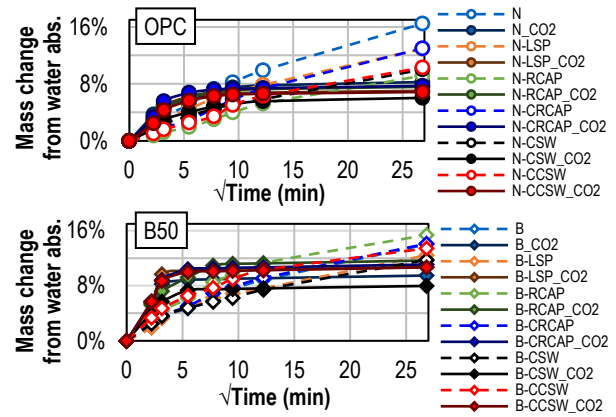 OPC
Mass change
from water abs.
16%
8%
0%
0 5 10 15 20 25
√Time (min)
N
N_CO2
N-LSP
N-LSP_CO2
N-RCAP
N-RCAP_CO2
N-CRCAP
N-CRCAP_CO2
N-CSW
N-CSW_CO2
N-CCSW
N-CCSW_CO2
B50
Mass change
from water abs.
16%
8%
0%
0 5 10 15 20 25
√Time (min)
B
B_CO2
B-LSP
B-LSP_CO2
B-RCAP
B-RCAP_CO2
B-CRCAP
B-CRCAP_CO2
B-CSW
B-CSW_CO2
B-CCSW
B-CCSW_CO2